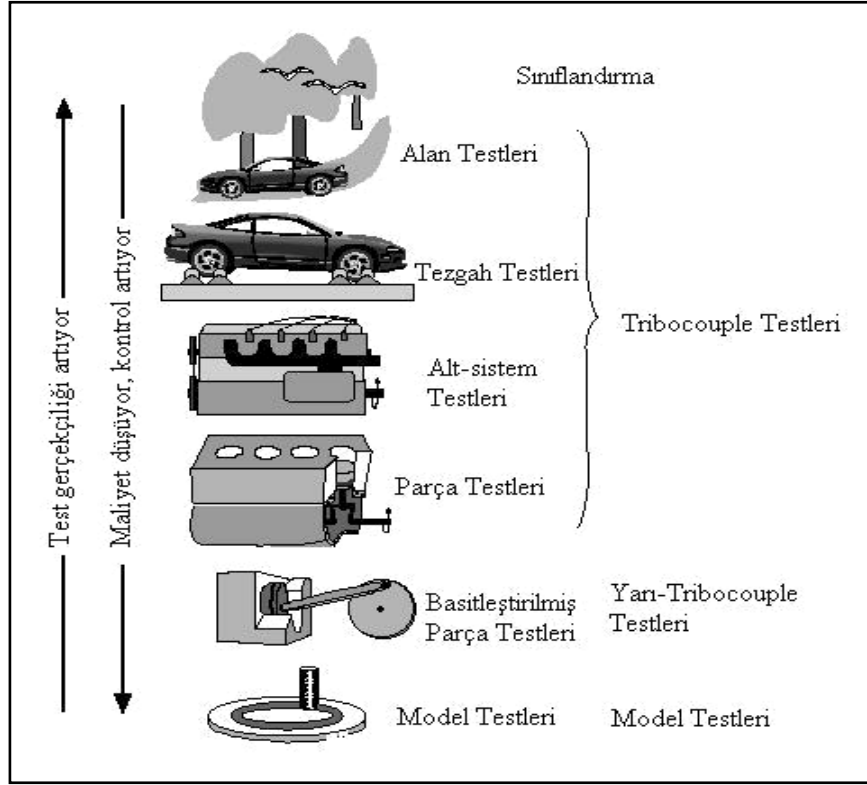 Sınıflandırma
Alan Testleri
Tezgah Testleri
Tribocouple Testleri
Alt-sistem
Testleri
Parça Testleri
Basitleştirilmiş
Parça Testleri
Yarı-Tribocouple
Testleri
Model Testleri
Model Testleri
Test gerçekçiliği artıyor
Maliyet düşüyor, kontrol artıyor